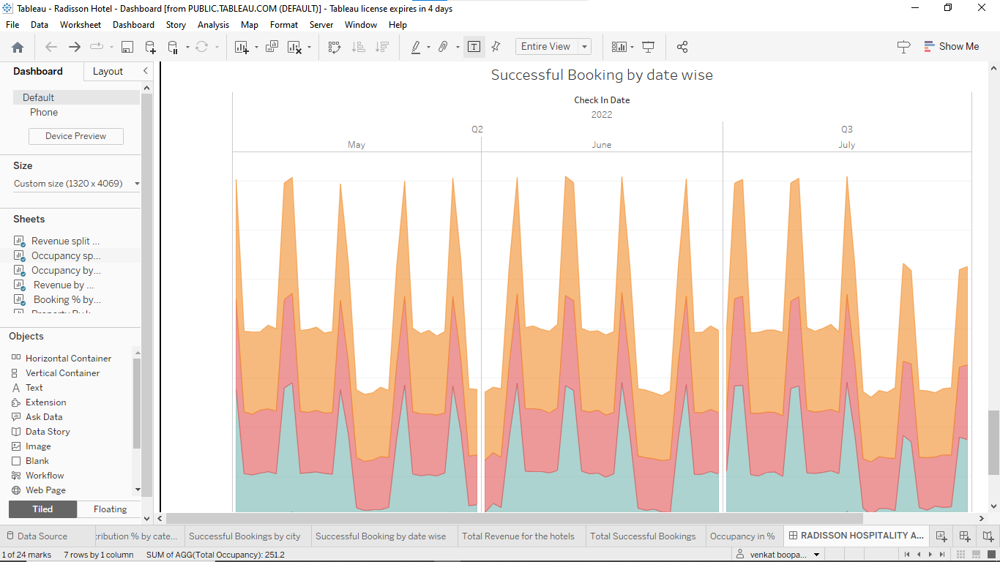 Tableau - Radisson Hotel - Dashboard [from PUBLIC.TABLEAU.COM (DEFAULT)] - Tableau license expires in 4 days
File Data Worksheet Dashboard Story Analysis Map Format Server Window Help
Entire View
Show Me
Dashboard Layout
Default
Phone
Device Preview
Size
Custom size (1320 x 4069)
Sheets
Revenue split ...
Occupancy sp...
Occupancy by...
Revenue by ...
Booking % by...
Objects
Horizontal Container
Vertical Container
Text
Extension
Ask Data
Data Story
Image
Blank
Workflow
Web Page
Tiled Floating
Successful Booking by date wise
Check In Date
2022
Q2 Q3
May June July
Data Source tribution % by cate... Successful Bookings by city Successful Booking by date wise Total Revenue for the hotels Total Successful Bookings Occupancy in % RADISSON HOSPITALITY A...
1 of 24 marks 7 rows by 1 column SUM of AGG(Total Occupancy): 251.2 venkat boopa...